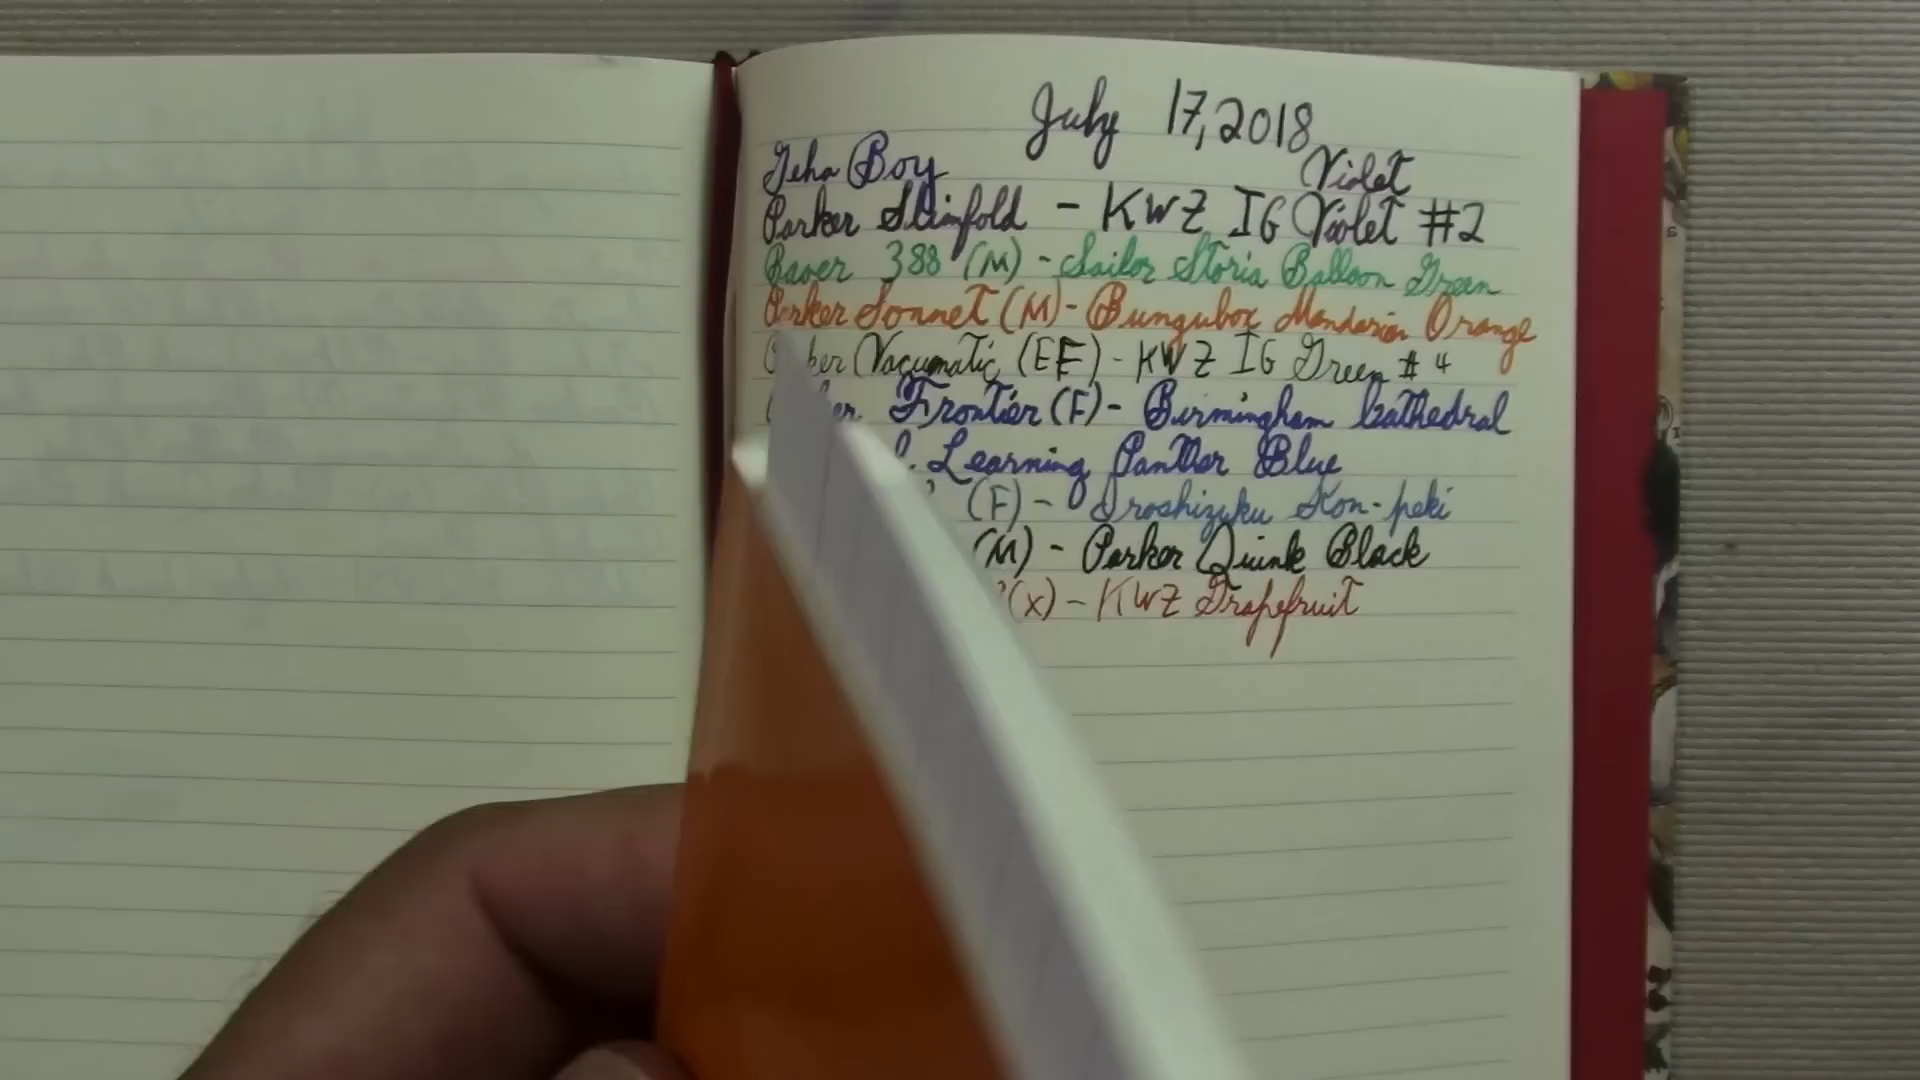 July 17, 2018
Geha Boy Violet
Parker Slimfold - KWZ IG Violet #2
Baoer 388 (M) - Sailor Storia Balloon Green
Parker Sonnet (M) - Bungubox Mandarin Orange
Vacumatic (EF) - KWZ IG Green #4
Frontier (F) - Birmingham Cathedral
Learning Panther Blue
(F) - Iroshizuku Kon-peki
(M) - Parker Quink Black
(x) - KWZ Grapefruit